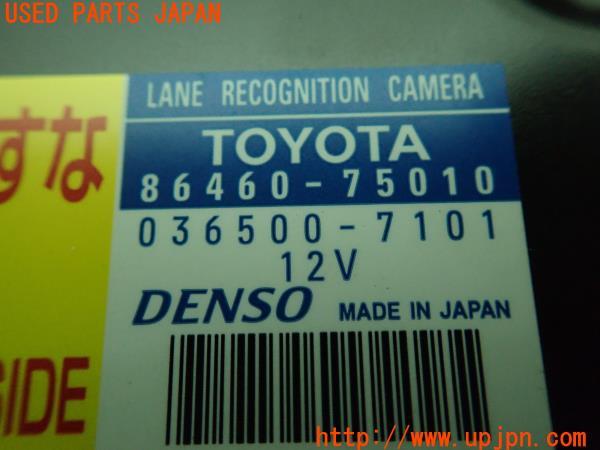 USED PARTS JAPAN
LANE RECOGNITION CAMERA
TOYOTA
86460-75010
036500-7101
12V
DENSO MADE IN JAPAN
すな
SIDE
http://www.upjpn.com/